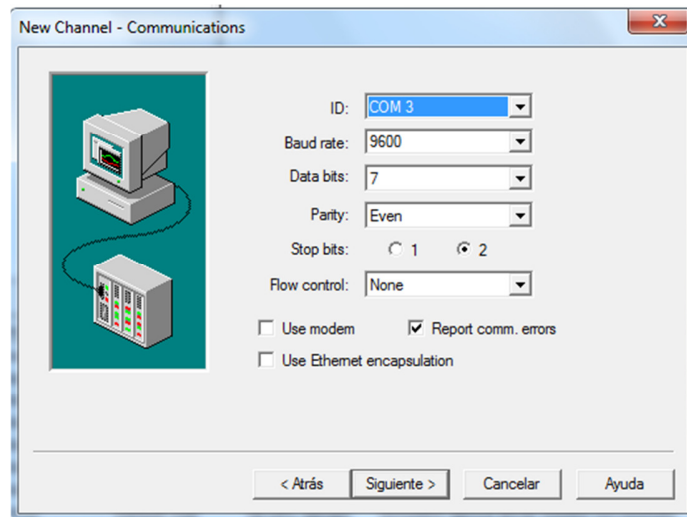 New Channel - Communications
ID: COM 3
Baud rate: 9600
Data bits: 7
Parity: Even
Stop bits: 1 2
Flow control: None
Use modem Report comm. errors
Use Ethernet encapsulation
< Atrás Siguiente > Cancelar Ayuda